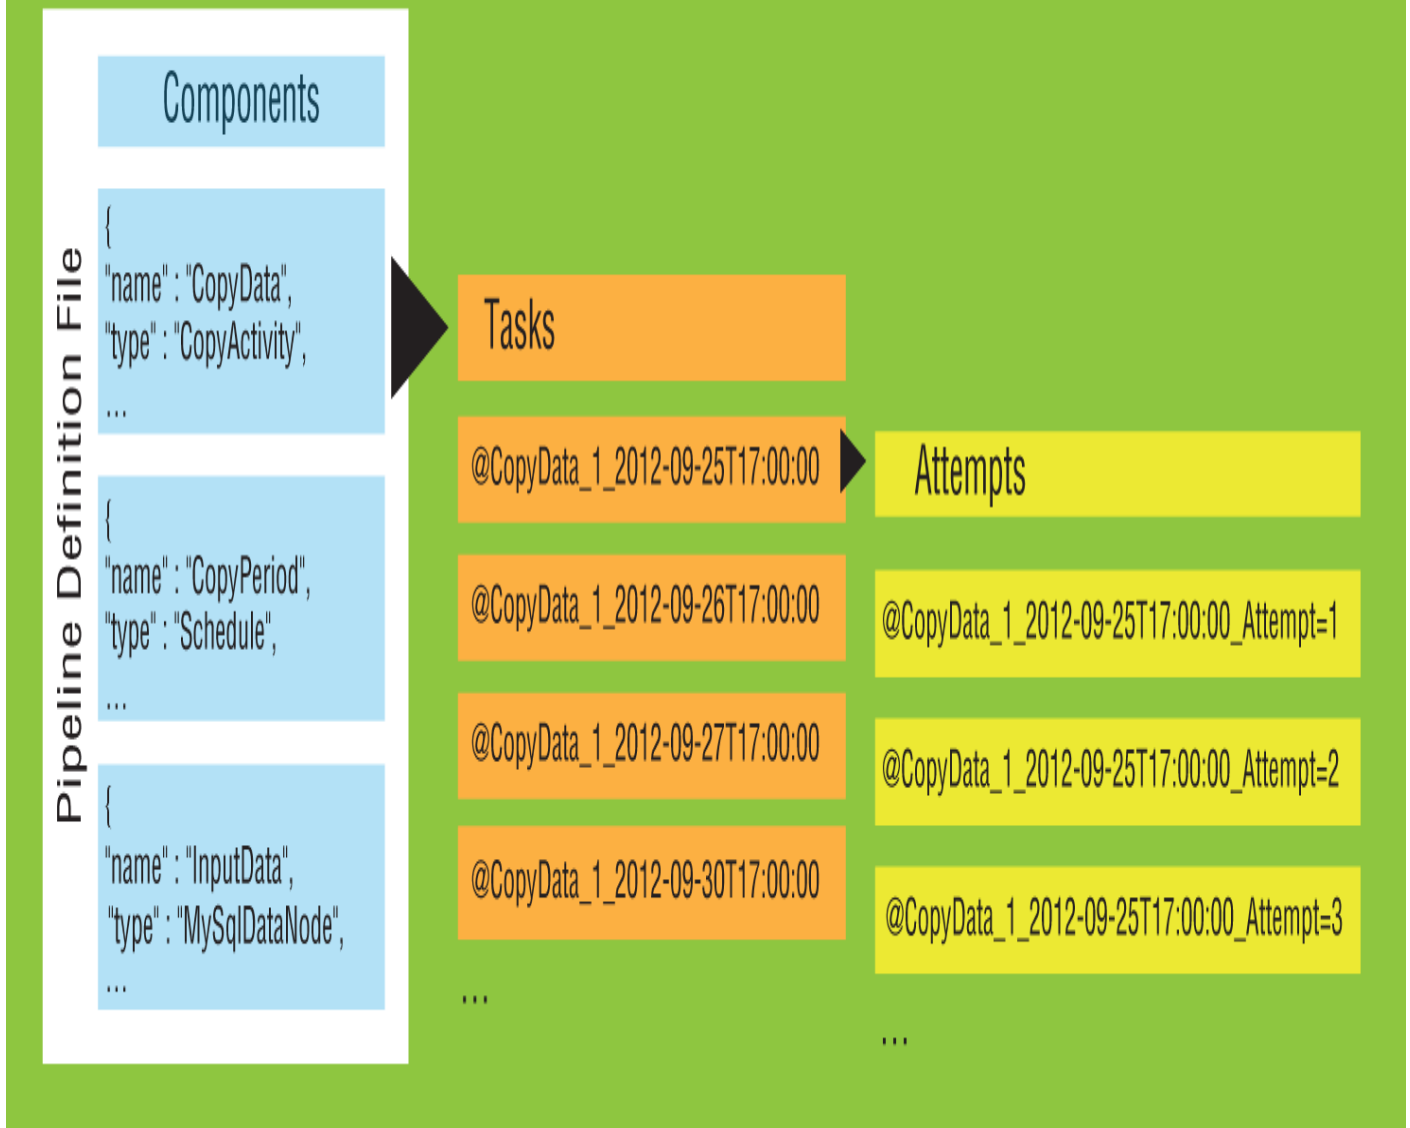 Pipeline Definition File
Components
{
"name" : "CopyData",
"type" : "CopyActivity",
...
{
"name" : "CopyPeriod",
"type" : "Schedule",
...
{
"name" : "InputData",
"type" : "MySqlDataNode",
...
Tasks
@CopyData_1_2012-09-25T17:00:00
@CopyData_1_2012-09-26T17:00:00
@CopyData_1_2012-09-27T17:00:00
@CopyData_1_2012-09-30T17:00:00
...
Attempts
@CopyData_1_2012-09-25T17:00:00_Attempt=1
@CopyData_1_2012-09-25T17:00:00_Attempt=2
@CopyData_1_2012-09-25T17:00:00_Attempt=3
...